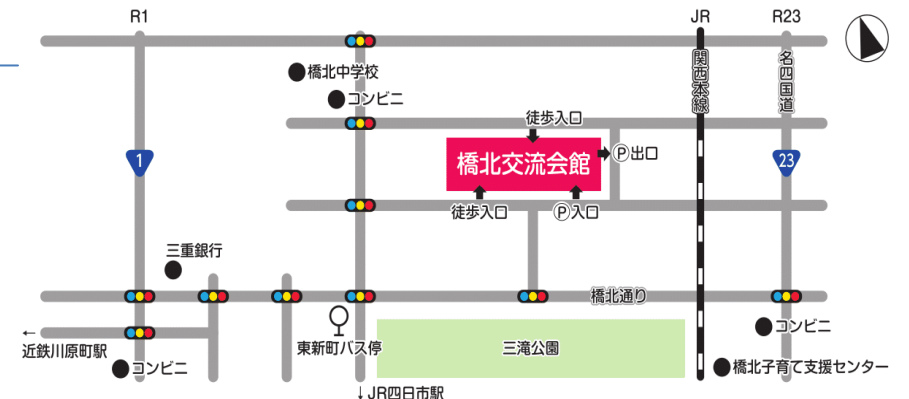 R1
JR
R23
橋北中学校
コンビニ
関西本線
名四国道
徒歩入口
1
橋北交流会館
Ⓟ出口
23
徒歩入口
Ⓟ入口
三重銀行
橋北通り
←
近鉄川原町駅
東新町バス停
三滝公園
コンビニ
コンビニ
橋北子育て支援センター
↓JR四日市駅